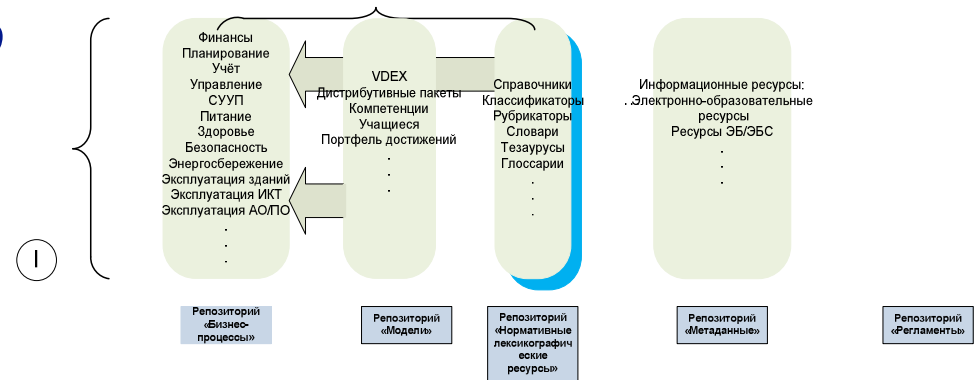 Финансы
Планирование
Учёт
Управление
СУУП
Питание
Здоровье
Безопасность
Энергосбережение
Эксплуатация зданий
Эксплуатация ИКТ
Эксплуатация АО/ПО
.
.
.
VDEX
Дистрибутивные пакеты
Компетенции
Учащиеся
Портфель достижений
.
.
.
Справочники
Классификаторы
Рубрикаторы
Словари
Тезаурусы
Глоссарии
.
.
.
Информационные ресурсы:
. .Электронно-образовательные
ресурсы
Ресурсы ЭБ/ЭБС
.
.
.
I
Репозиторий
«Бизнес-
процессы»
Репозиторий
«Модели»
Репозиторий
«Нормативные
лексикографич
еские
ресурсы»
Репозиторий
«Метаданные»
Репозиторий
«Регламенты»